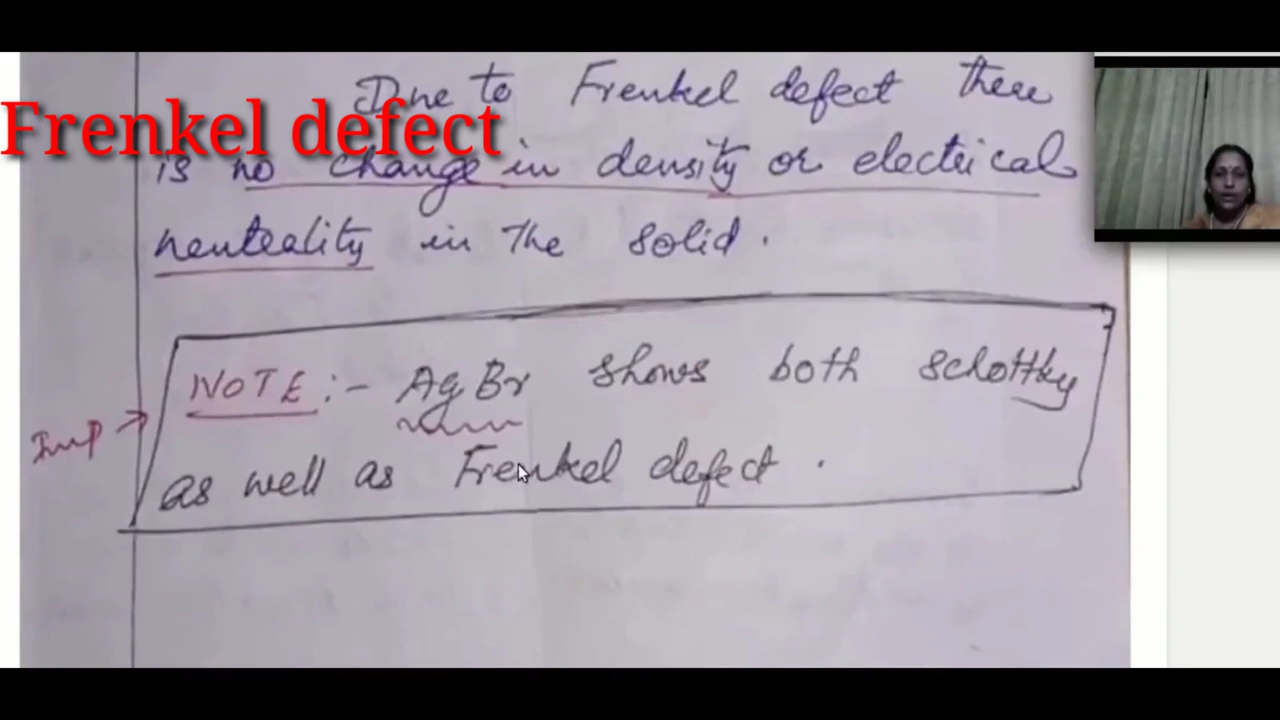 Due to Frenkel defect there
Frenkel defect
is no change in density or electrical
neutrality in the solid.
NOTE :- AgBr shows both schottky
Imp →
as well as Frenkel defect.